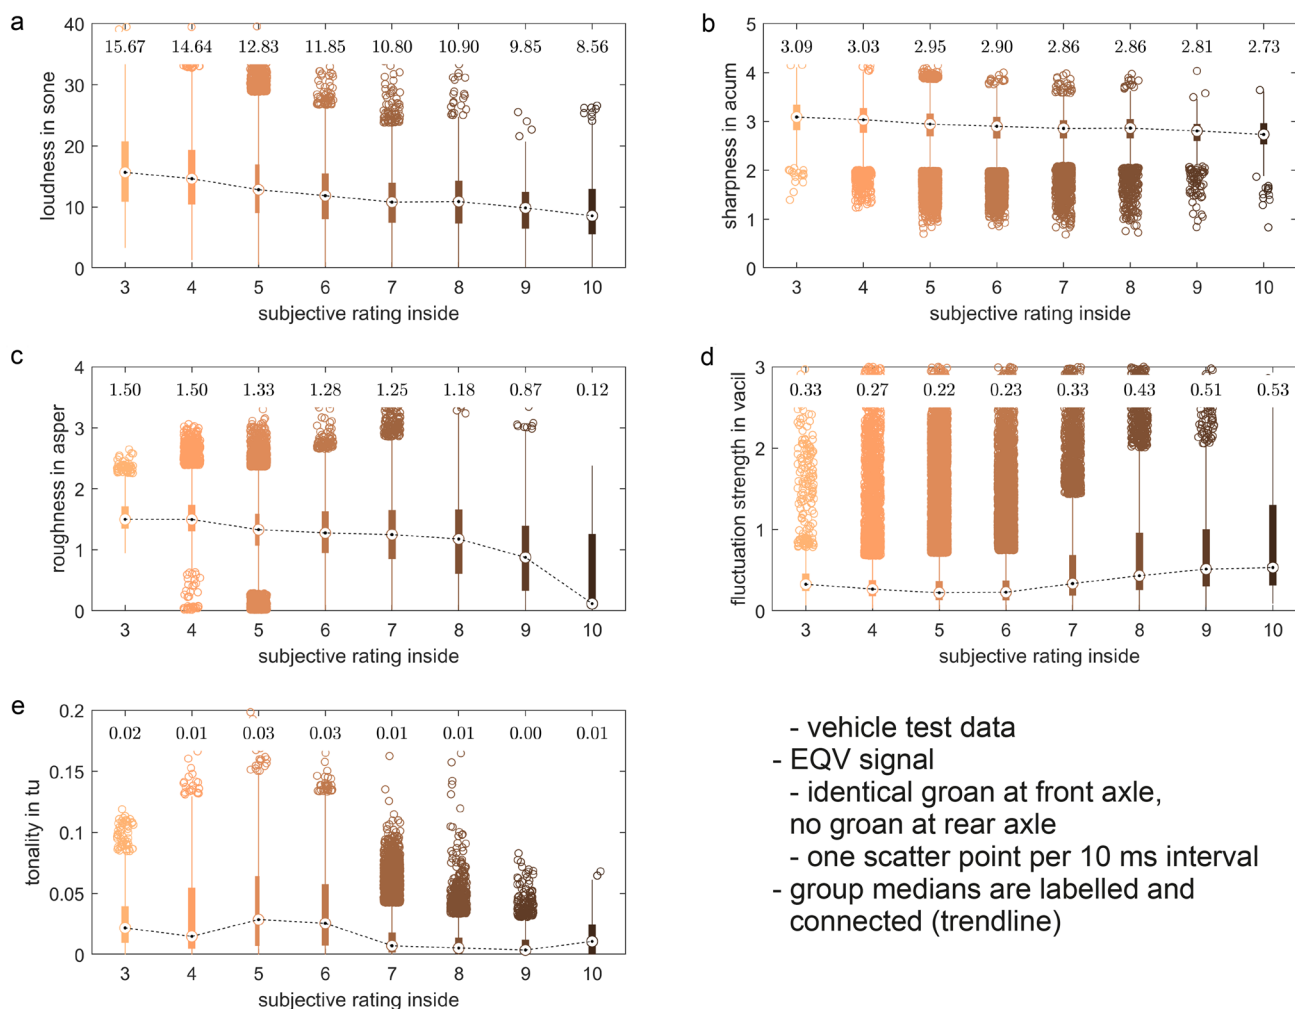 a
40
30
20
10
0
loudness in sone
15.67 14.64 12.83 11.85 10.80 10.90 9.85 8.56
3 4 5 6 7 8 9 10
subjective rating inside
b
5
4
3
2
1
0
sharpness in acum
3.09 3.03 2.95 2.90 2.86 2.86 2.81 2.73
3 4 5 6 7 8 9 10
subjective rating inside
c
4
3
2
1
0
roughness in asper
1.50 1.50 1.33 1.28 1.25 1.18 0.87 0.12
3 4 5 6 7 8 9 10
subjective rating inside
d
3
2
1
0
fluctuation strength in vacil
0.33 0.27 0.22 0.23 0.33 0.43 0.51 0.53
3 4 5 6 7 8 9 10
subjective rating inside
e
0.2
0.15
0.1
0.05
0
tonality in tu
0.02 0.01 0.03 0.03 0.01 0.01 0.00 0.01
3 4 5 6 7 8 9 10
subjective rating inside
- vehicle test data
- EQV signal
- identical groan at front axle,
no groan at rear axle
- one scatter point per 10 ms interval
- group medians are labelled and
connected (trendline)